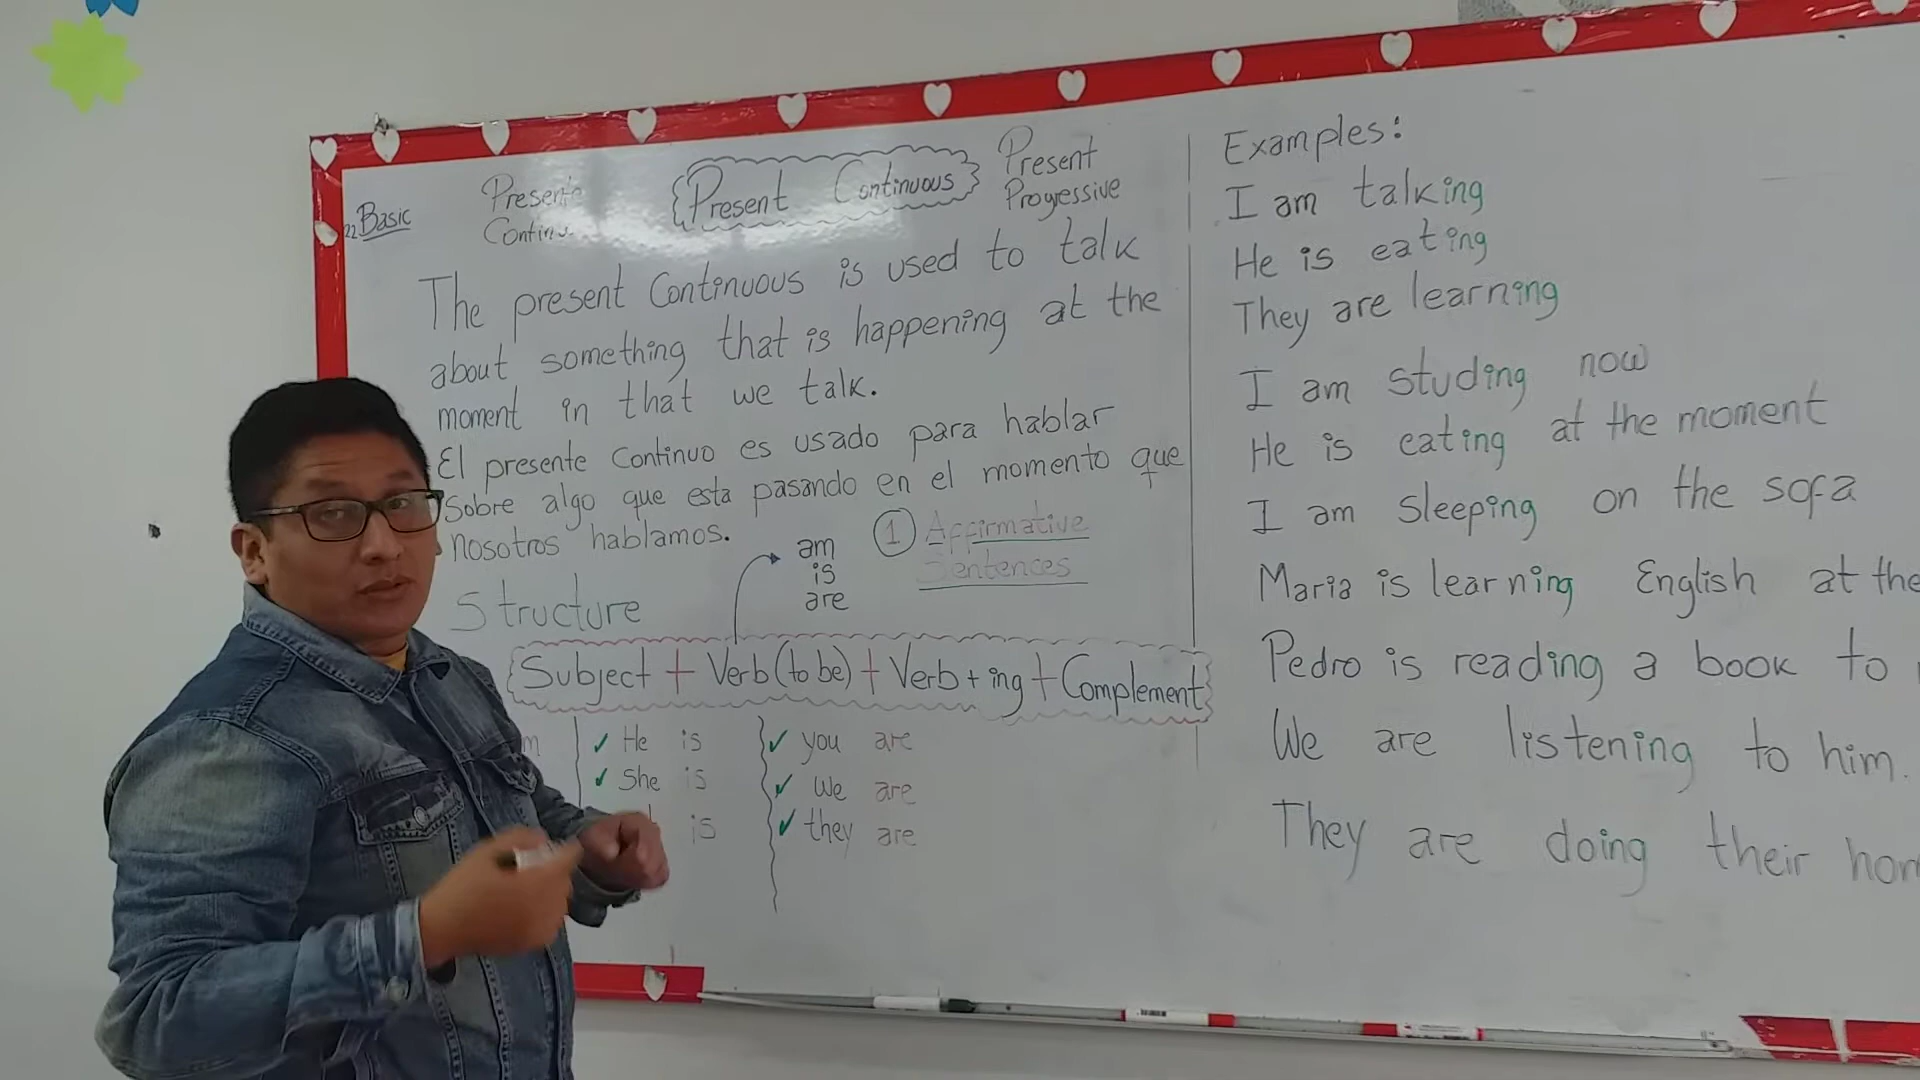 22 Basic
Presente
Continu
Present Continuous
Present
Progressive
The present Continuous is used to talk
about something that is happening at the
moment in that we talk.
El presente Continuo es usado para hablar
Sobre algo que esta pasando en el momento que
nosotros hablamos.
1 Affirmative
Sentences
am
is
are
Structure
Subject + Verb (to be) + Verb + ing + Complement
m
✓ He is
✓ She is
is
✓ you are
✓ We are
✓ they are
Examples:
I am talking
He is eating
They are learning
I am studing now
He is eating at the moment
I am sleeping on the sofa
Maria is learning English at the
Pedro is reading a book to
We are listening to him.
They are doing their hom